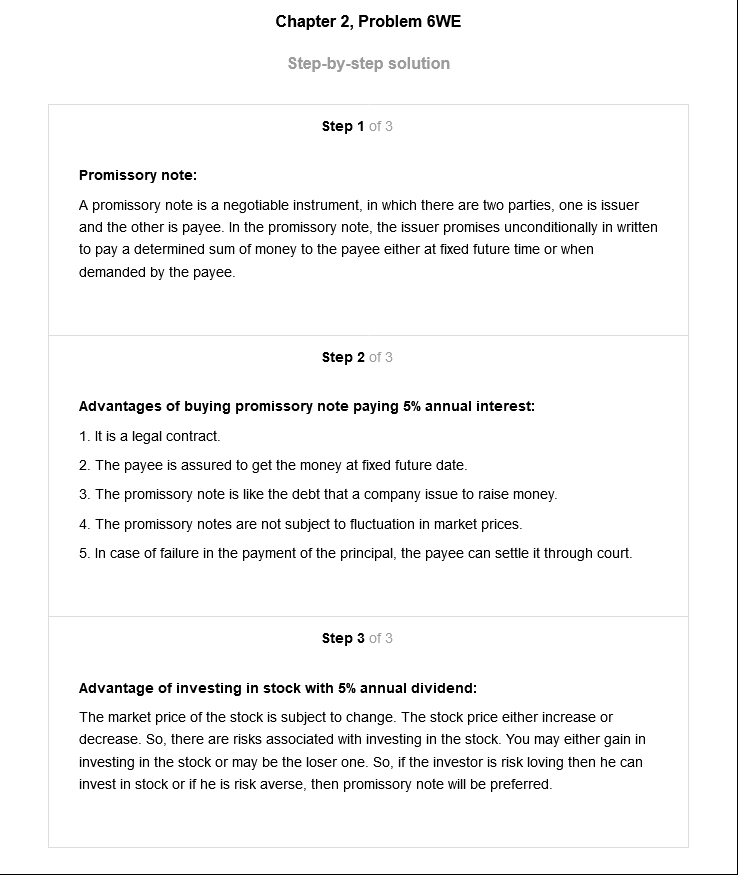 Chapter 2, Problem 6WE
Step-by-step solution
Step 1 of 3
Promissory note:
A promissory note is a negotiable instrument, in which there are two parties, one is issuer
and the other is payee. In the promissory note, the issuer promises unconditionally in written
to pay a determined sum of money to the payee either at fixed future time or when
demanded by the payee.
Step 2 of 3
Advantages of buying promissory note paying 5% annual interest:
1. It is a legal contract.
2. The payee is assured to get the money at fixed future date.
3. The promissory note is like the debt that a company issue to raise money.
4. The promissory notes are not subject to fluctuation in market prices.
5. In case of failure in the payment of the principal, the payee can settle it through court.
Step 3 of 3
Advantage of investing in stock with 5% annual dividend:
The market price of the stock is subject to change. The stock price either increase or
decrease. So, there are risks associated with investing in the stock. You may either gain in
investing in the stock or may be the loser one. So, if the investor is risk loving then he can
invest in stock or if he is risk averse, then promissory note will be preferred.